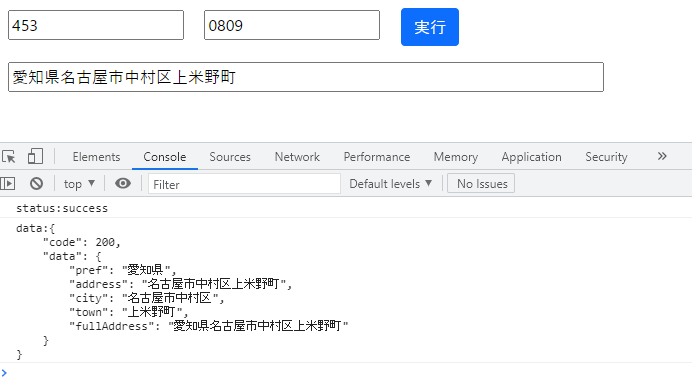 453 0809 実行
愛知県名古屋市中村区上米野町
Elements Console Sources Network Performance Memory Application Security »
top ▼ Filter Default levels ▼ No Issues
status:success
data:{
    "code": 200,
    "data": {
        "pref": "愛知県",
        "address": "名古屋市中村区上米野町",
        "city": "名古屋市中村区",
        "town": "上米野町",
        "fullAddress": "愛知県名古屋市中村区上米野町"
    }
}